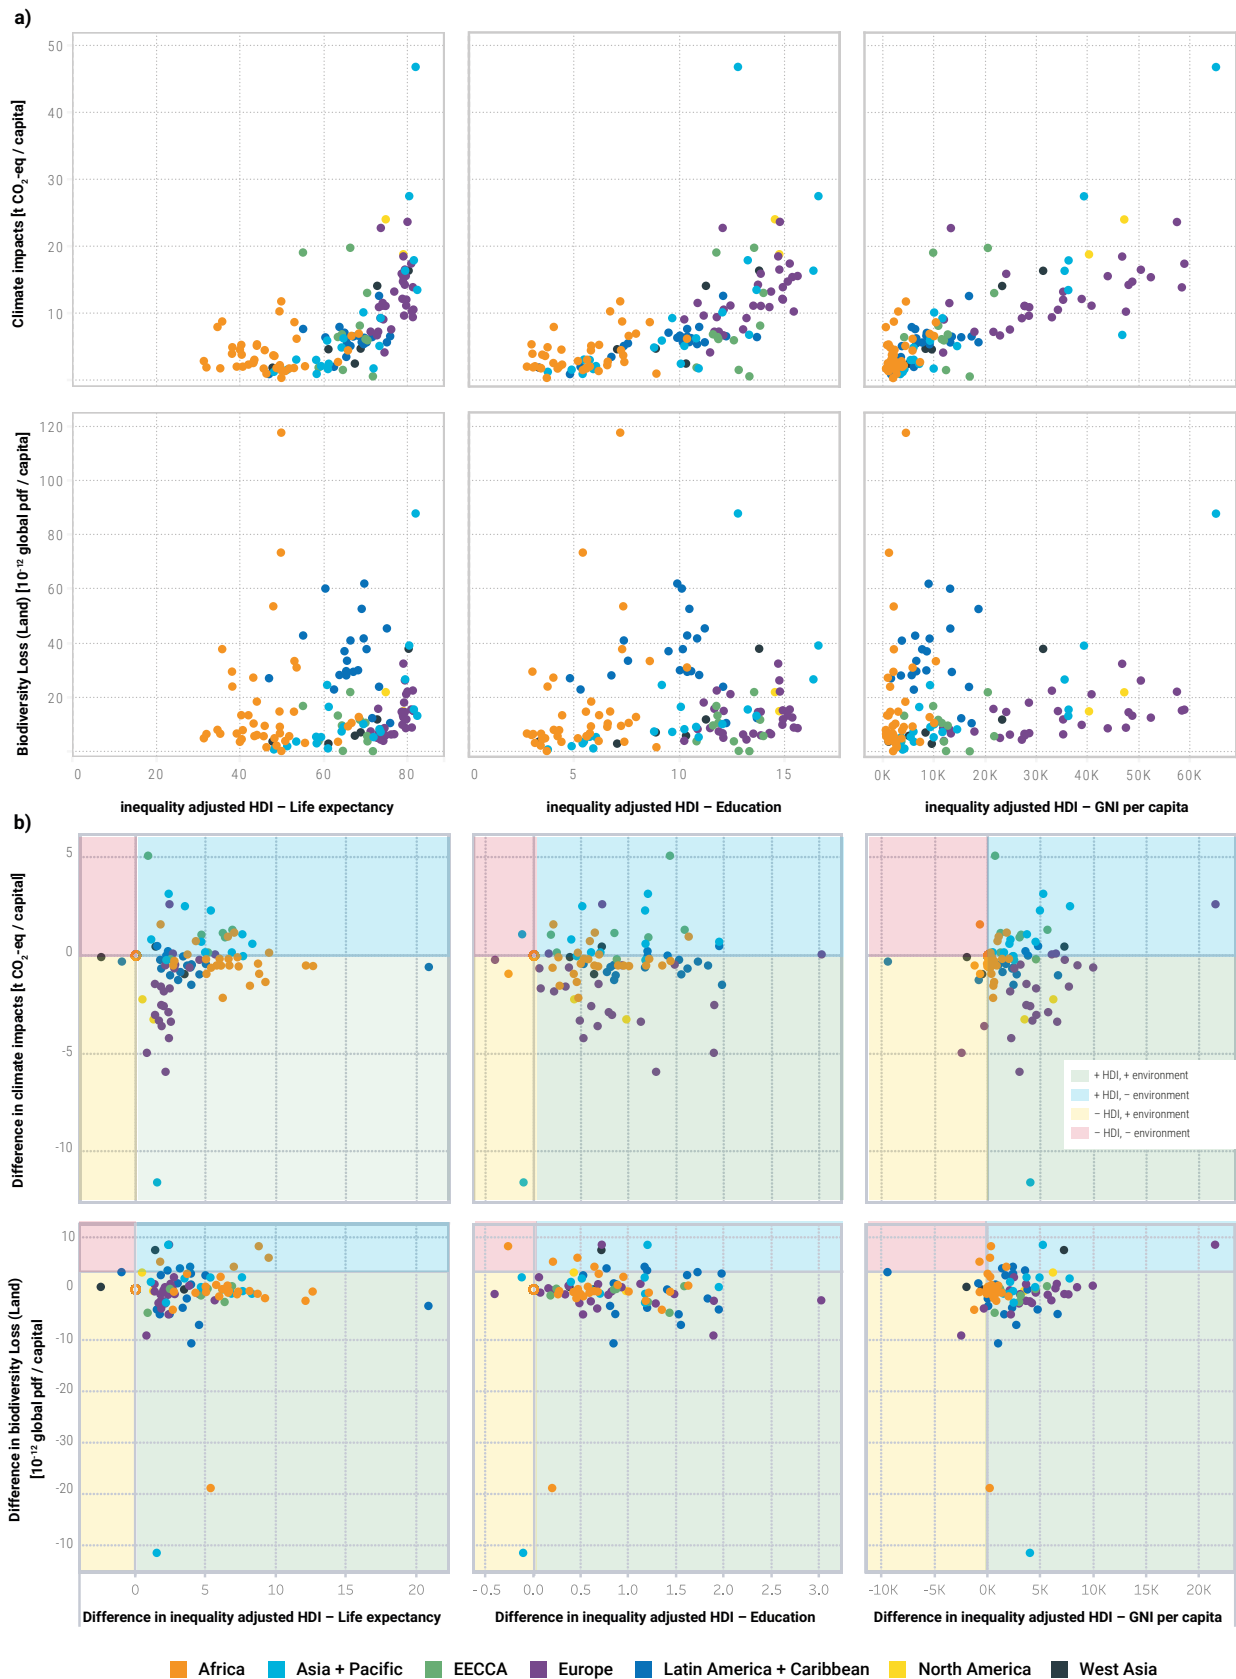 a)
Climate impacts [t CO₂-eq / capita]
50
40
30
20
10
Biodiversity Loss (Land) [10⁻¹² global pdf / capita]
120
100
80
60
40
20
0
20
40
60
80
0
5
10
15
0K
10K
20K
30K
40K
50K
60K
inequality adjusted HDI – Life expectancy
inequality adjusted HDI – Education
inequality adjusted HDI – GNI per capita
b)
Difference in climate impacts [t CO₂-eq / capital]
5
0
-5
-10
+ HDI, + environment
+ HDI, – environment
– HDI, + environment
– HDI, – environment
Difference in biodiversity Loss (Land)
[10⁻¹² global pdf / capital
10
0
-10
-20
-30
-20
-10
0
5
10
15
20
-0.5
0.0
0.5
1.0
1.5
2.0
2.5
3.0
-10K
-5K
0K
5K
10K
15K
20K
Difference in inequality adjusted HDI – Life expectancy
Difference in inequality adjusted HDI – Education
Difference in inequality adjusted HDI – GNI per capita
Africa
Asia + Pacific
EECCA
Europe
Latin America + Caribbean
North America
West Asia